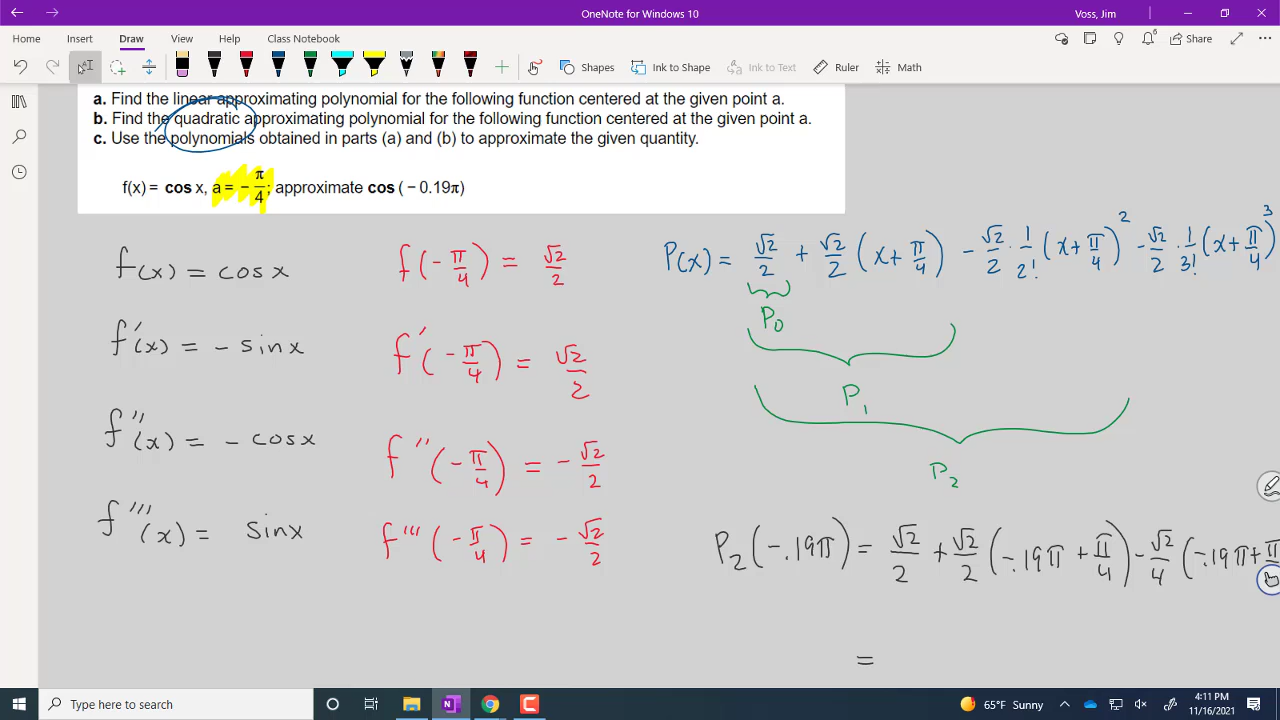 OneNote for Windows 10
Voss, Jim
Home Insert Draw View Help Class Notebook
Share
Shapes Ink to Shape Ink to Text Ruler Math
a. Find the linear approximating polynomial for the following function centered at the given point a.
b. Find the quadratic approximating polynomial for the following function centered at the given point a.
c. Use the polynomials obtained in parts (a) and (b) to approximate the given quantity.
f(x) = cos x, a = − π/4; approximate cos (− 0.19π)
f(x) = cos x
f(-π/4) = √2/2
P(x) = √2/2 + √2/2 (x+π/4) - √2/2 · 1/2! (x+π/4)² - √2/2 · 1/3! (x+π/4)³
P₀
f'(x) = - sin x
f'(-π/4) = √2/2
P₁
f''(x) = - cos x
f''(-π/4) = - √2/2
P₂
f'''(x) = sin x
f'''(-π/4) = - √2/2
P₂(-.19π) = √2/2 + √2/2 (-.19π + π/4) - √2/4 (-.19π + π
=
Type here to search
65°F Sunny
4:11 PM
11/16/2021